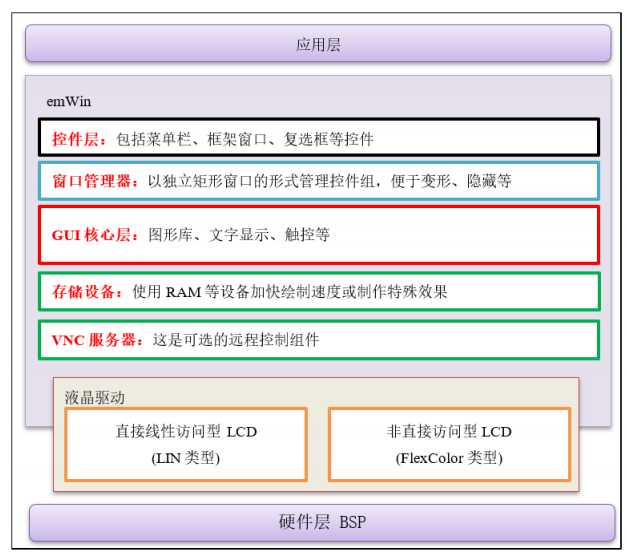 应用层
emWin
控件层：包括菜单栏、框架窗口、复选框等控件
窗口管理器：以独立矩形窗口的形式管理控件组，便于变形、隐藏等
GUI 核心层：图形库、文字显示、触控等
存储设备：使用 RAM 等设备加快绘制速度或制作特殊效果
VNC 服务器：这是可选的远程控制组件
液晶驱动
直接线性访问型 LCD
(LIN 类型)
非直接访问型 LCD
(FlexColor 类型)
硬件层 BSP